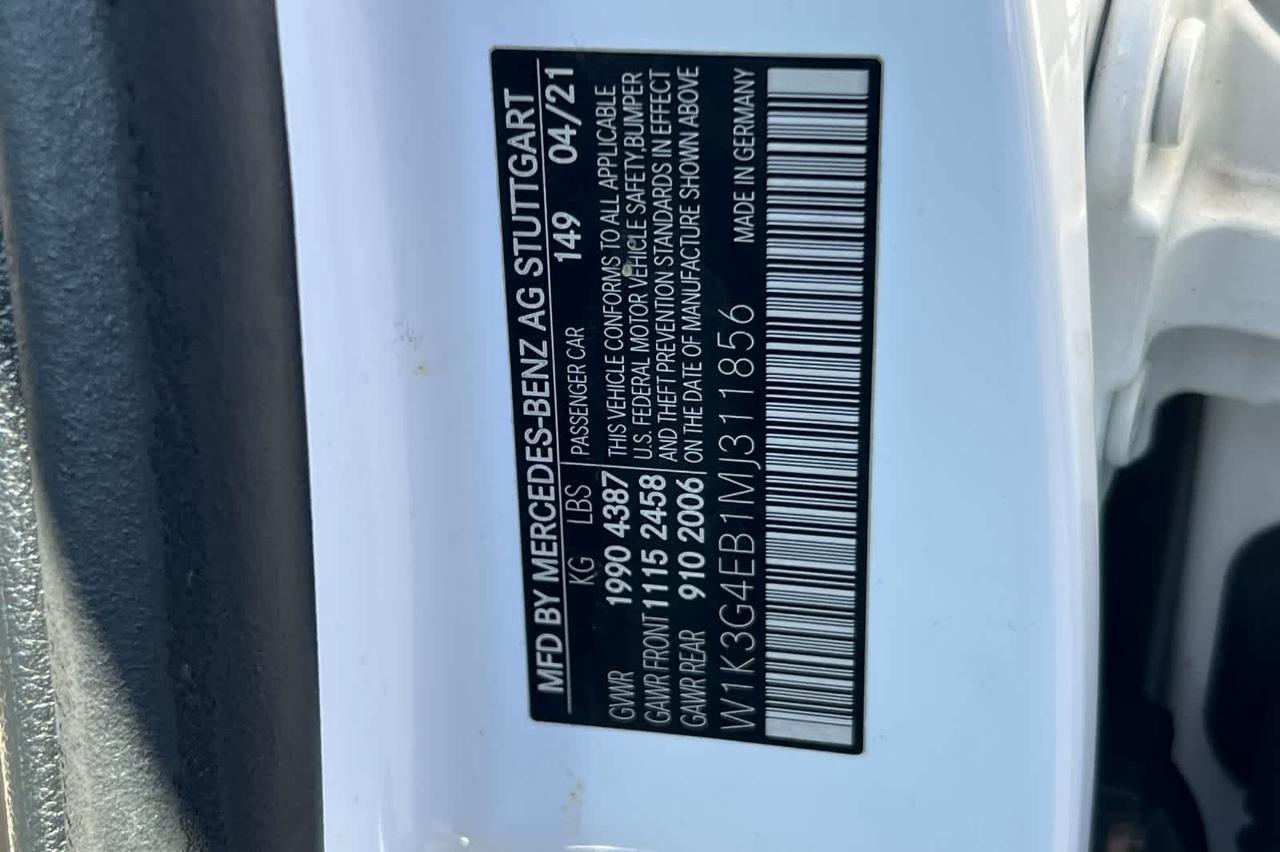 MFD BY MERCEDES-BENZ AG STUTTGART
KG LBS PASSENGER CAR 149 04/21
GVWR 1990 4387 THIS VEHICLE CONFORMS TO ALL APPLICABLE
GAWR FRONT 1115 2458 U.S. FEDERAL MOTOR VEHICLE SAFETY,BUMPER
GAWR REAR 910 2006 AND THEFT PREVENTION STANDARDS IN EFFECT
ON THE DATE OF MANUFACTURE SHOWN ABOVE
W1K3G4EB1MJ311856 MADE IN GERMANY